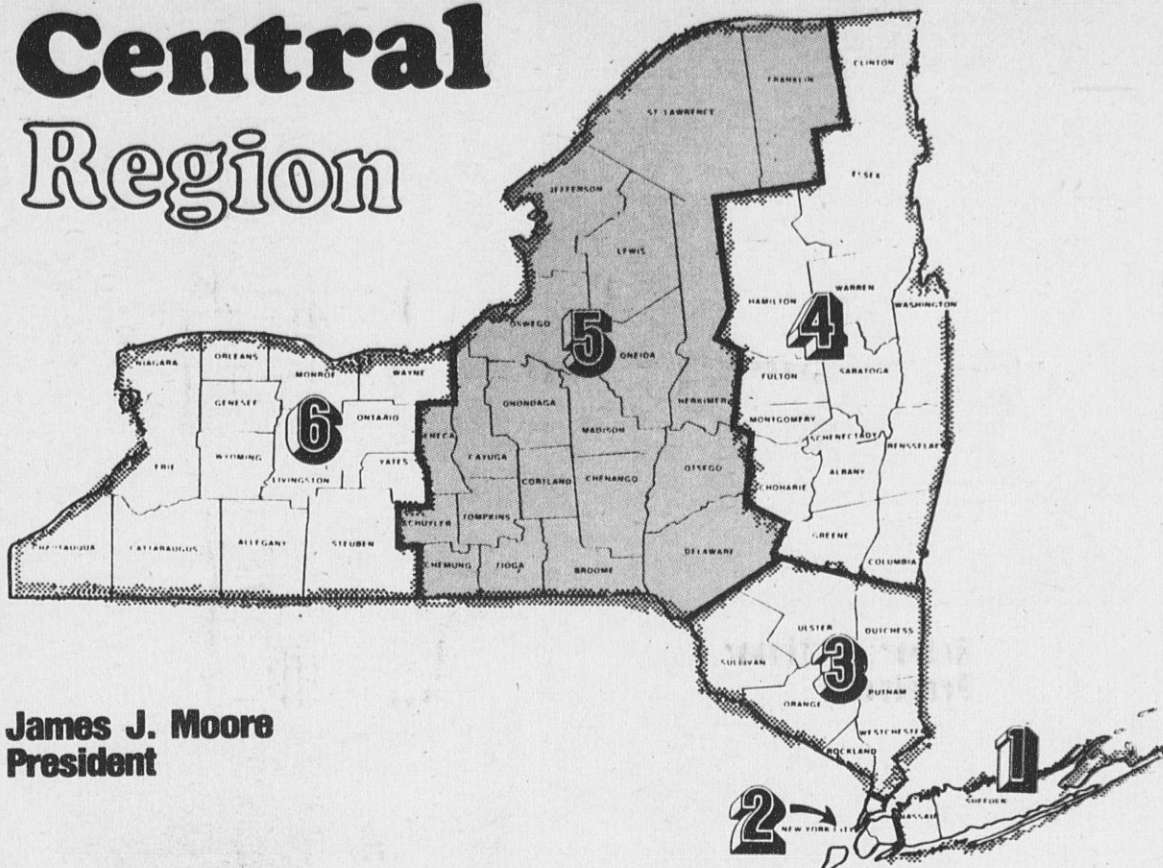 Central
Region
CLINTON
FRANKLIN
ST. LAWRENCE
ESSEX
JEFFERSON
LEWIS
HAMILTON
WARREN
WASHINGTON
4
OSWEGO
5
ONEIDA
NIAGARA
ORLEANS
MONROE
WAYNE
FULTON
SARATOGA
GENESEE
ONTARIO
ONONDAGA
HERKIMER
MONTGOMERY
6
MADISON
SCHENECTADY
RENSSELAER
SENECA
CAYUGA
ERIE
WYOMING
LIVINGSTON
YATES
OTSEGO
ALBANY
CORTLAND
CHENANGO
SCHOHARIE
SCHUYLER
TOMPKINS
GREENE
CHAUTAUQUA
CATTARAUGUS
ALLEGANY
STEUBEN
DELAWARE
COLUMBIA
CHEMUNG
TIOGA
BROOME
ULSTER
DUTCHESS
SULLIVAN
3
ORANGE
PUTNAM
James J. Moore
President
WESTCHESTER
ROCKLAND
1
SUFFOLK
2
NEW YORK CITY
NASSAU